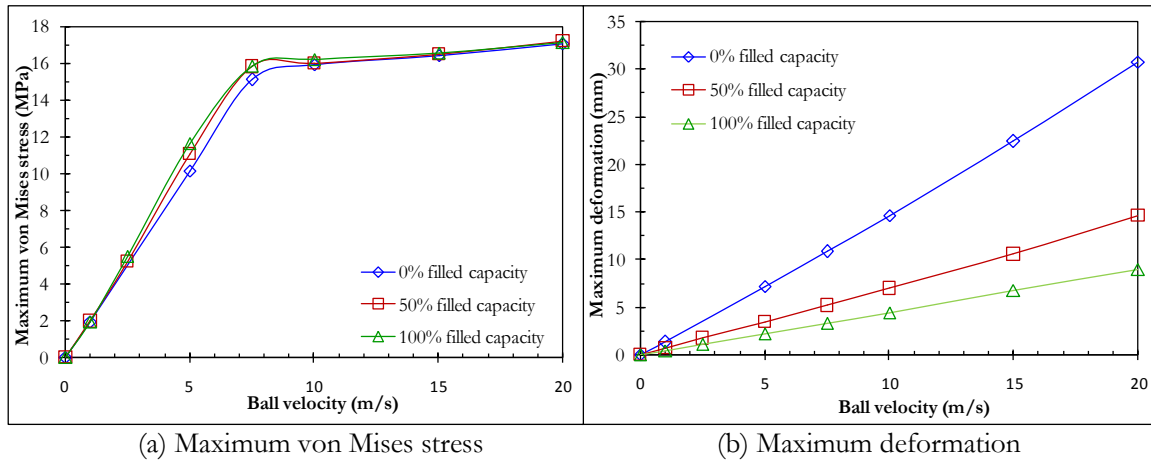 Maximum von Mises stress (MPa)
18
16
14
12
10
8
6
4
2
0
0% filled capacity
50% filled capacity
100% filled capacity
0
5
10
15
20
Ball velocity (m/s)
(a) Maximum von Mises stress
Maximum deformation (mm)
35
30
25
20
15
10
5
0
0% filled capacity
50% filled capacity
100% filled capacity
0
5
10
15
20
Ball velocity (m/s)
(b) Maximum deformation